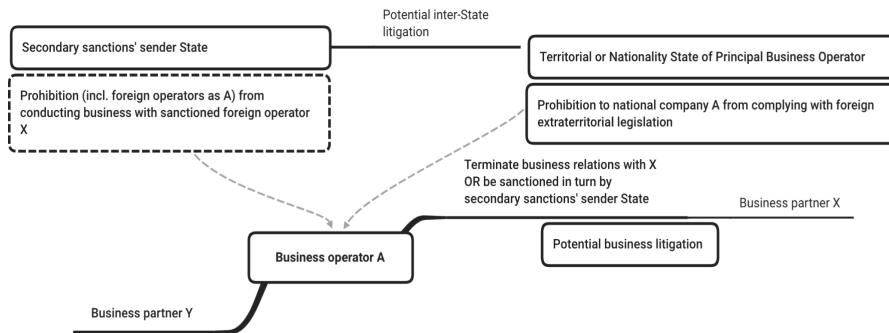 Potential inter-State
litigation
Secondary sanctions' sender State
Territorial or Nationality State of Principal Business Operator
Prohibition (incl. foreign operators as A) from
conducting business with sanctioned foreign operator
X
Prohibition to national company A from complying with foreign
extraterritorial legislation
Terminate business relations with X
OR be sanctioned in turn by
secondary sanctions' sender State
Business partner X
Business operator A
Potential business litigation
Business partner Y